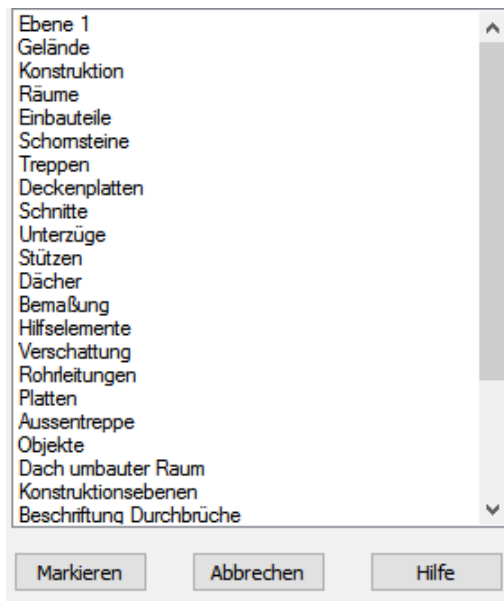 Ebene 1
Gelände
Konstruktion
Räume
Einbauteile
Schornsteine
Treppen
Deckenplatten
Schnitte
Unterzüge
Stützen
Dächer
Bemaßung
Hilfselemente
Verschattung
Rohrleitungen
Platten
Aussentreppe
Objekte
Dach umbauter Raum
Konstruktionsebenen
Beschriftung Durchbrüche
Markieren Abbrechen Hilfe